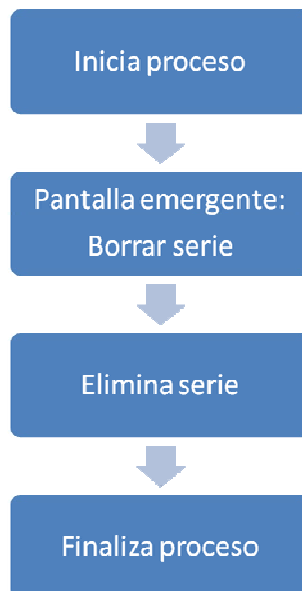 Inicia proceso
Pantalla emergente:
Borrar serie
Elimina serie
Finaliza proceso